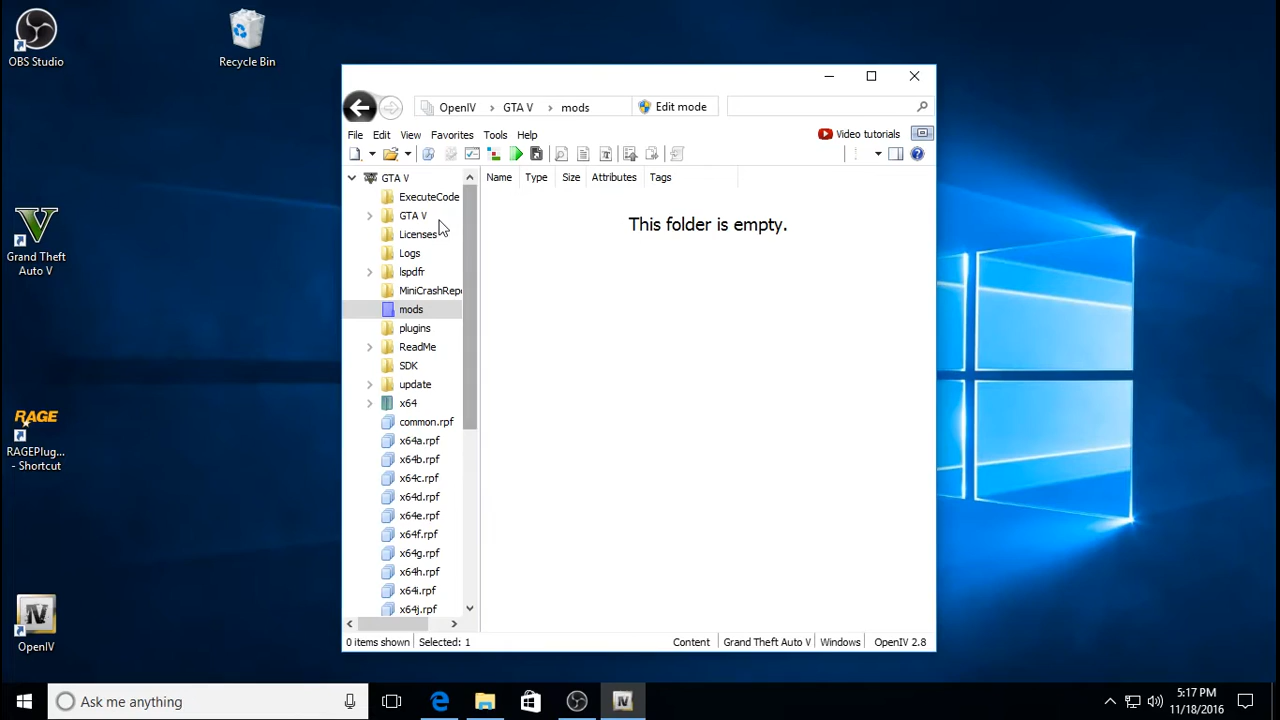 OBS Studio
Recycle Bin
Grand Theft
Auto V
RAGE
RAGEPlug...
- Shortcut
IV
OpenIV
OpenIV > GTA V > mods
Edit mode
File Edit View Favorites Tools Help
Video tutorials
GTA V
ExecuteCode
GTA V
Licenses
Logs
lspdfr
MiniCrashRep
mods
plugins
ReadMe
SDK
update
x64
common.rpf
x64a.rpf
x64b.rpf
x64c.rpf
x64d.rpf
x64e.rpf
x64f.rpf
x64g.rpf
x64h.rpf
x64i.rpf
x64j.rpf
Name Type Size Attributes Tags
This folder is empty.
0 items shown Selected: 1 Content Grand Theft Auto V Windows OpenIV 2.8
Ask me anything
5:17 PM
11/18/2016